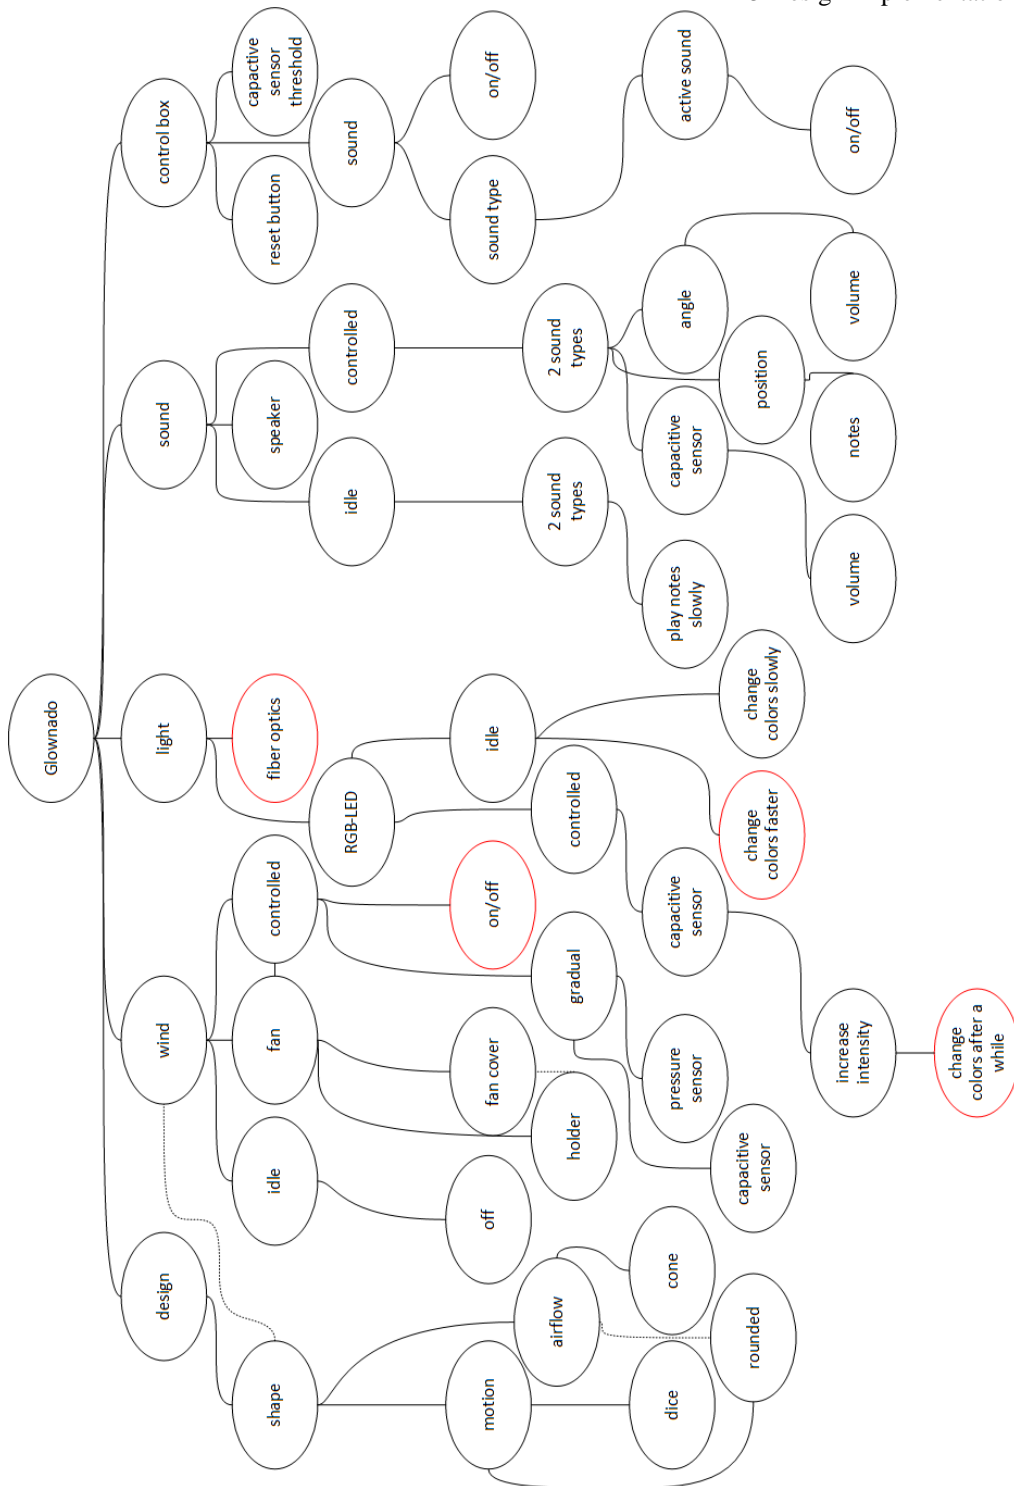 Glownado
design
wind
light
sound
control box
shape
idle
fan
controlled
fiber optics
speaker
reset button
capactive
sensor
threshold
RGB-LED
idle
controlled
sound
motion
off
fan cover
on/off
idle
sound type
on/off
airflow
holder
gradual
controlled
2 sound
types
2 sound
types
dice
cone
pressure
sensor
capacitive
sensor
play notes
slowly
capacitive
sensor
angle
active sound
rounded
capacitive
sensor
change
colors faster
change
colors slowly
position
increase
intensity
volume
notes
volume
on/off
change
colors after a
while